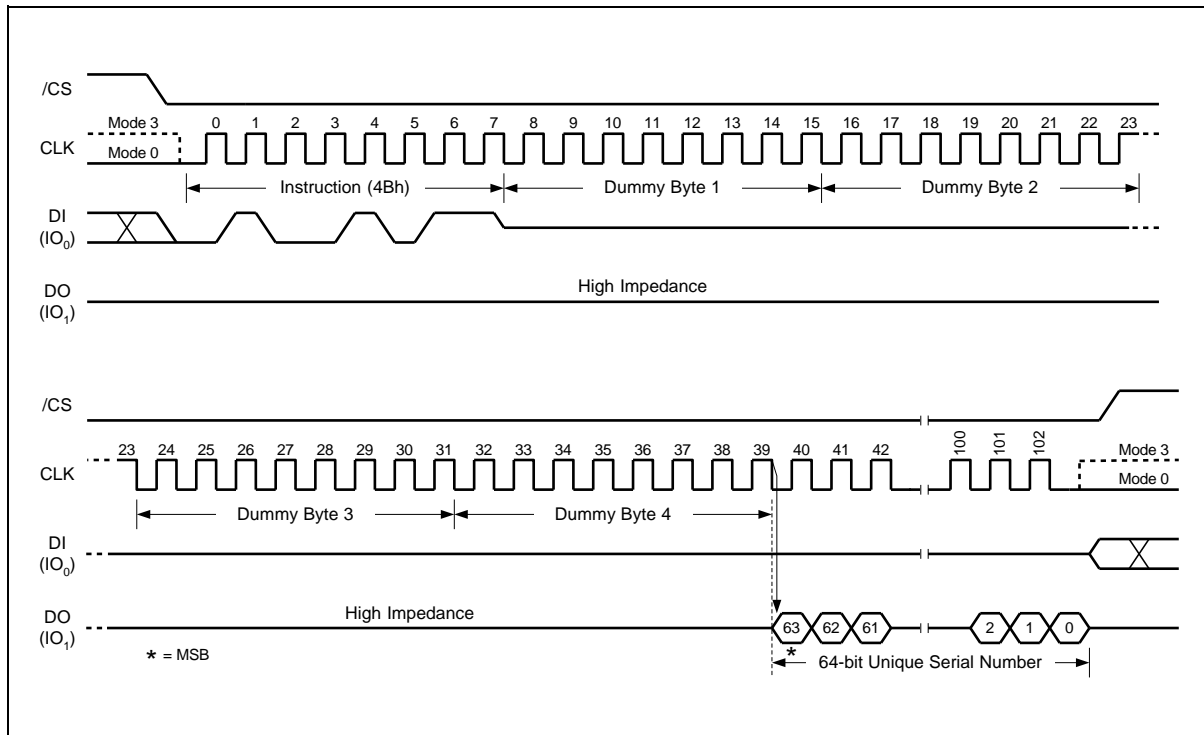 /CS
Mode 3
0 1 2 3 4 5 6 7 8 9 10 11 12 13 14 15 16 17 18 19 20 21 22 23
CLK
Mode 0
Instruction (4Bh) Dummy Byte 1 Dummy Byte 2
DI
(IO0)
DO
(IO1)
High Impedance
/CS
23 24 25 26 27 28 29 30 31 32 33 34 35 36 37 38 39 40 41 42 100 101 102
Mode 3
CLK
Mode 0
Dummy Byte 3 Dummy Byte 4
DI
(IO0)
DO
(IO1)
High Impedance
63 62 61 2 1 0
*
* = MSB
64-bit Unique Serial Number